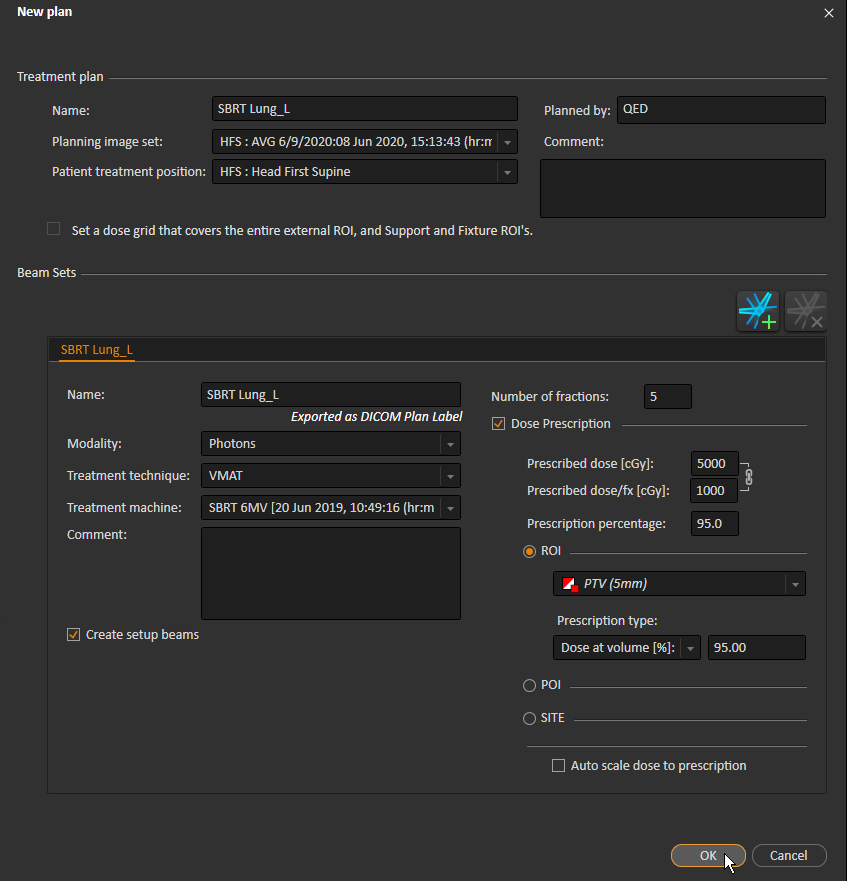 New plan
Treatment plan
Name: SBRT Lung_L Planned by: QED
Planning image set: HFS : AVG 6/9/2020:08 Jun 2020, 15:13:43 (hr:m Comment:
Patient treatment position: HFS : Head First Supine
Set a dose grid that covers the entire external ROI, and Support and Fixture ROI's.
Beam Sets
SBRT Lung_L
Name: SBRT Lung_L
Exported as DICOM Plan Label
Modality: Photons
Treatment technique: VMAT
Treatment machine: SBRT 6MV [20 Jun 2019, 10:49:16 (hr:m
Comment:
Create setup beams
Number of fractions: 5
Dose Prescription
Prescribed dose [cGy]: 5000
Prescribed dose/fx [cGy]: 1000
Prescription percentage: 95.0
ROI
PTV (5mm)
Prescription type:
Dose at volume [%]: 95.00
POI
SITE
Auto scale dose to prescription
OK Cancel